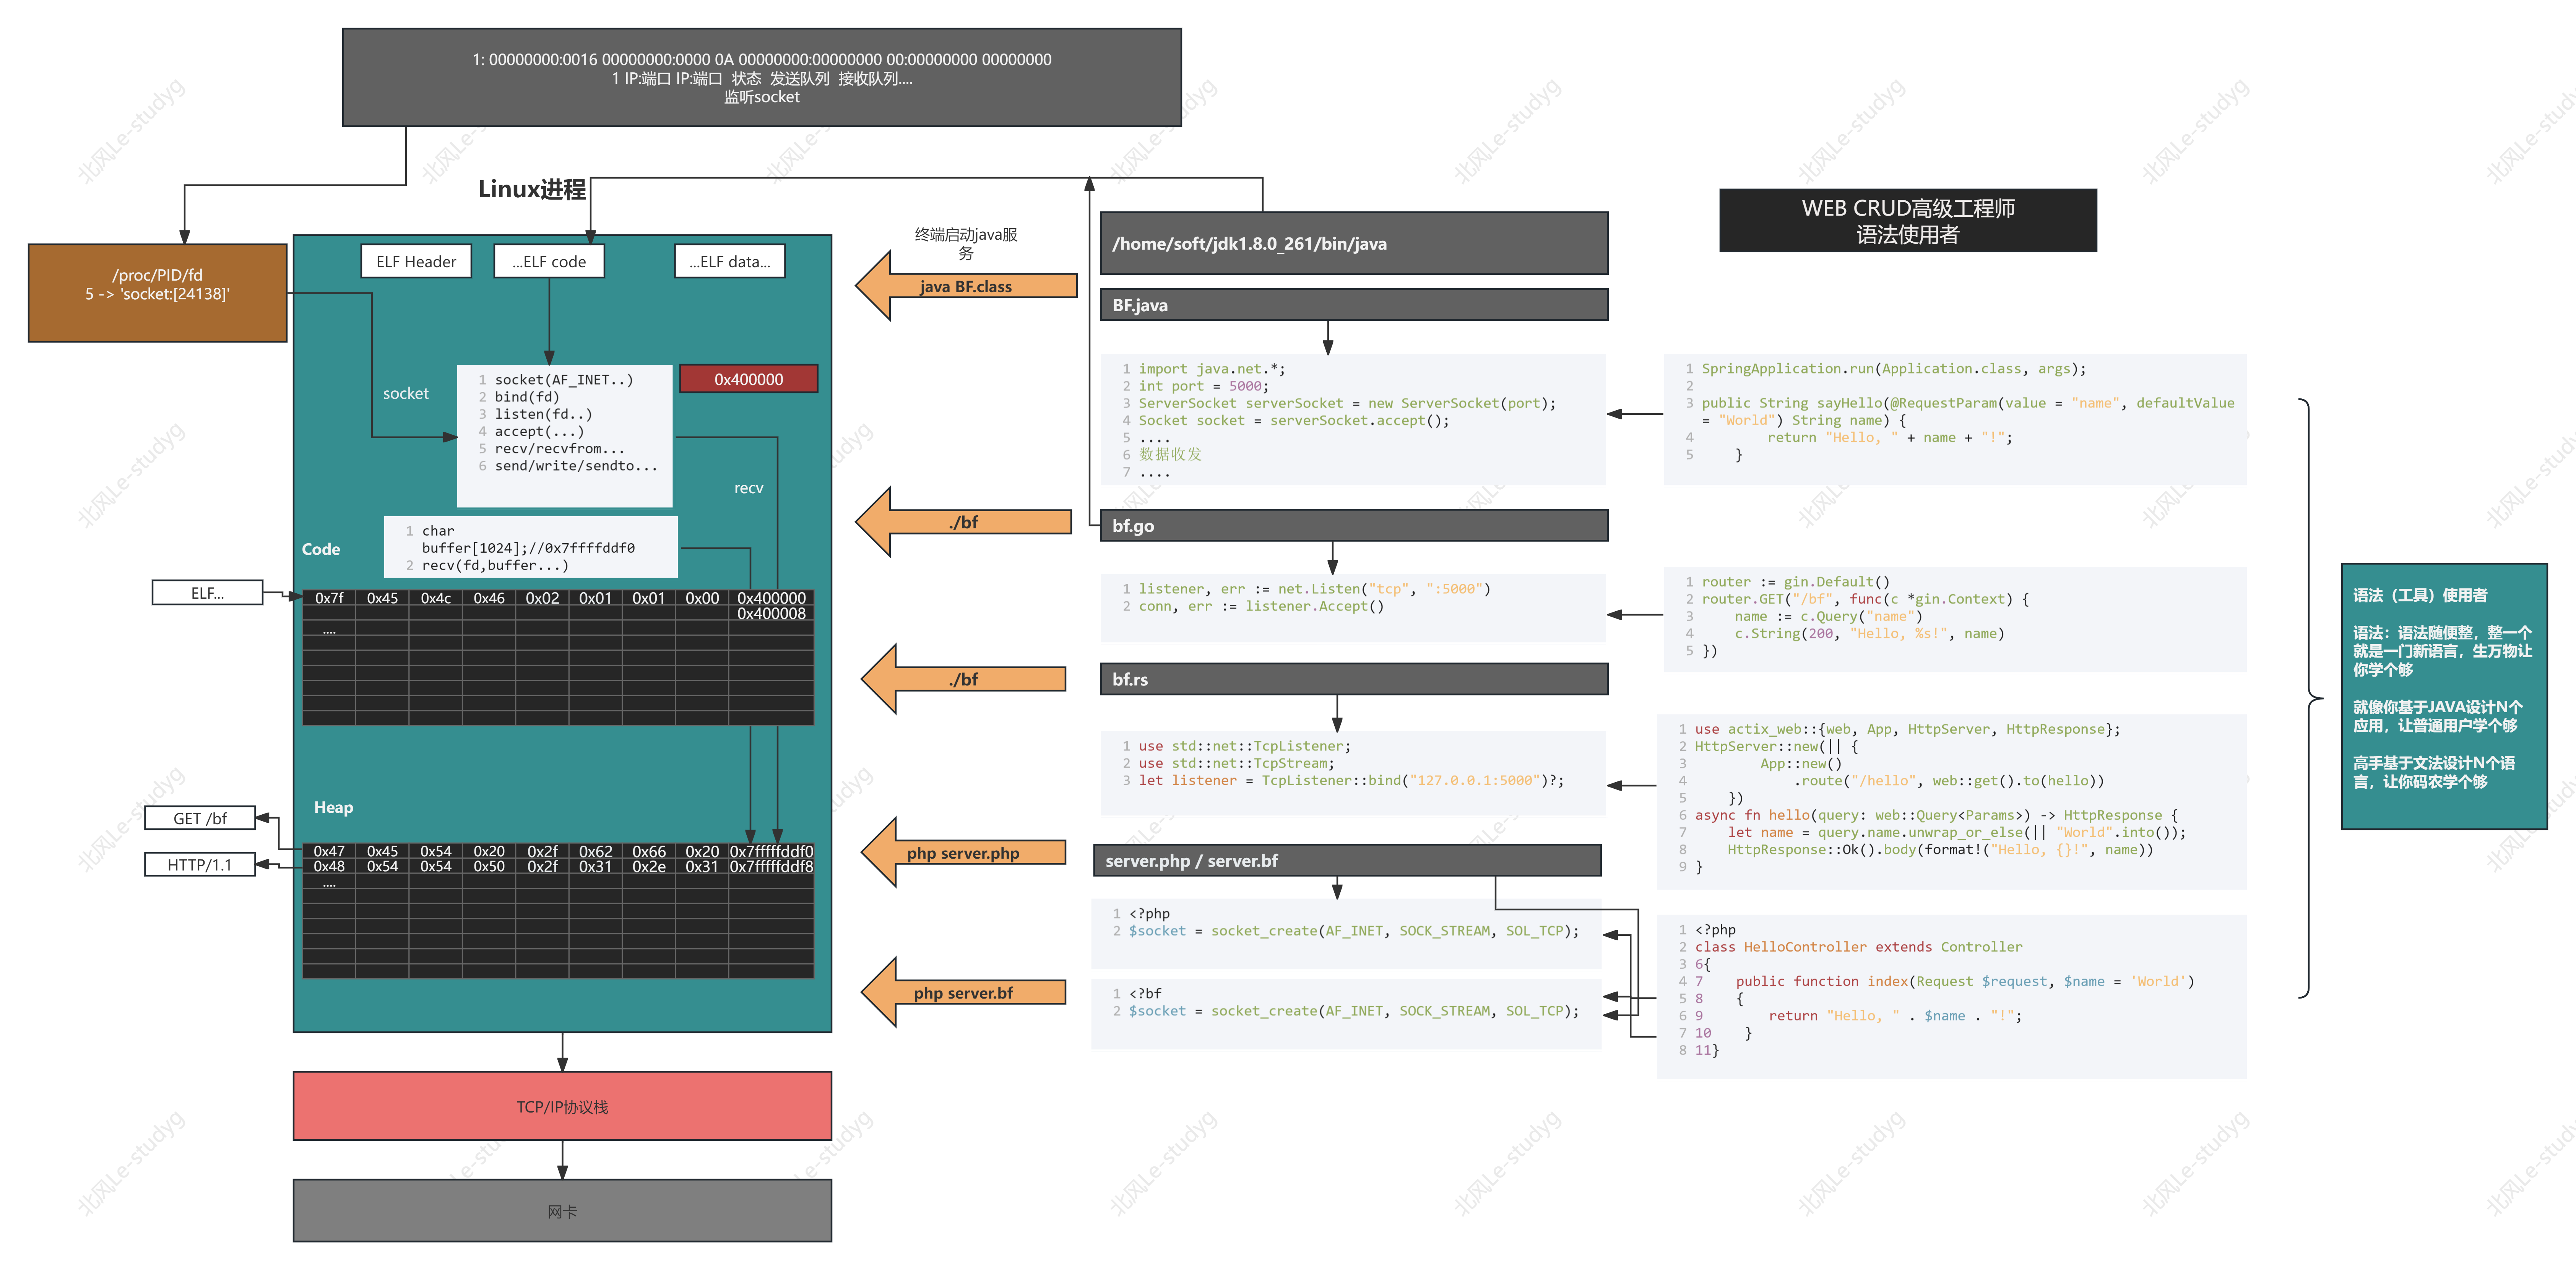 1: 00000000:0016 00000000:0000 0A 00000000:00000000 00:00000000 00000000
1 IP:端口 IP:端口 状态 发送队列 接收队列....
监听socket
Linux进程
/proc/PID/fd
5 -> 'socket:[24138]'
ELF Header
...ELF code
...ELF data...
socket
1 socket(AF_INET..)
2 bind(fd)
3 listen(fd..)
4 accept(...)
5 recv/recvfrom...
6 send/write/sendto...
0x400000
recv
1 char
buffer[1024];//0x7ffffddf0
2 recv(fd,buffer...)
Code
ELF...
0x7f 0x45 0x4c 0x46 0x02 0x01 0x01 0x00 0x400000
0x400008
....
Heap
GET /bf
HTTP/1.1
0x47 0x45 0x54 0x20 0x2f 0x62 0x66 0x20 0x7fffffddf0
0x48 0x54 0x54 0x50 0x2f 0x31 0x2e 0x31 0x7fffffddf8
....
TCP/IP协议栈
网卡
终端启动java服
务
java BF.class
./bf
./bf
php server.php
php server.bf
/home/soft/jdk1.8.0_261/bin/java
BF.java
1 import java.net.*;
2 int port = 5000;
3 ServerSocket serverSocket = new ServerSocket(port);
4 Socket socket = serverSocket.accept();
5 ....
6 数据收发
7 ....
bf.go
1 listener, err := net.Listen("tcp", ":5000")
2 conn, err := listener.Accept()
bf.rs
1 use std::net::TcpListener;
2 use std::net::TcpStream;
3 let listener = TcpListener::bind("127.0.0.1:5000")?;
server.php / server.bf
1 <?php
2 $socket = socket_create(AF_INET, SOCK_STREAM, SOL_TCP);
1 <?bf
2 $socket = socket_create(AF_INET, SOCK_STREAM, SOL_TCP);
WEB CRUD高级工程师
语法使用者
1 SpringApplication.run(Application.class, args);
2
3 public String sayHello(@RequestParam(value = "name", defaultValue
= "World") String name) {
4 return "Hello, " + name + "!";
5 }
1 router := gin.Default()
2 router.GET("/bf", func(c *gin.Context) {
3 name := c.Query("name")
4 c.String(200, "Hello, %s!", name)
5 })
1 use actix_web::{web, App, HttpServer, HttpResponse};
2 HttpServer::new(|| {
3 App::new()
4 .route("/hello", web::get().to(hello))
5 })
6 async fn hello(query: web::Query<Params>) -> HttpResponse {
7 let name = query.name.unwrap_or_else(|| "World".into());
8 HttpResponse::Ok().body(format!("Hello, {}!", name))
9 }
1 <?php
2 class HelloController extends Controller
3 6{
4 7 public function index(Request $request, $name = 'World')
5 8 {
6 9 return "Hello, " . $name . "!";
7 10 }
8 11}
语法（工具）使用者
语法：语法随便整，整一个
就是一门新语言，生万物让
你学个够
就像你基于JAVA设计N个
应用，让普通用户学个够
高手基于文法设计N个语
言，让你码农学个够
北风Le-studyg